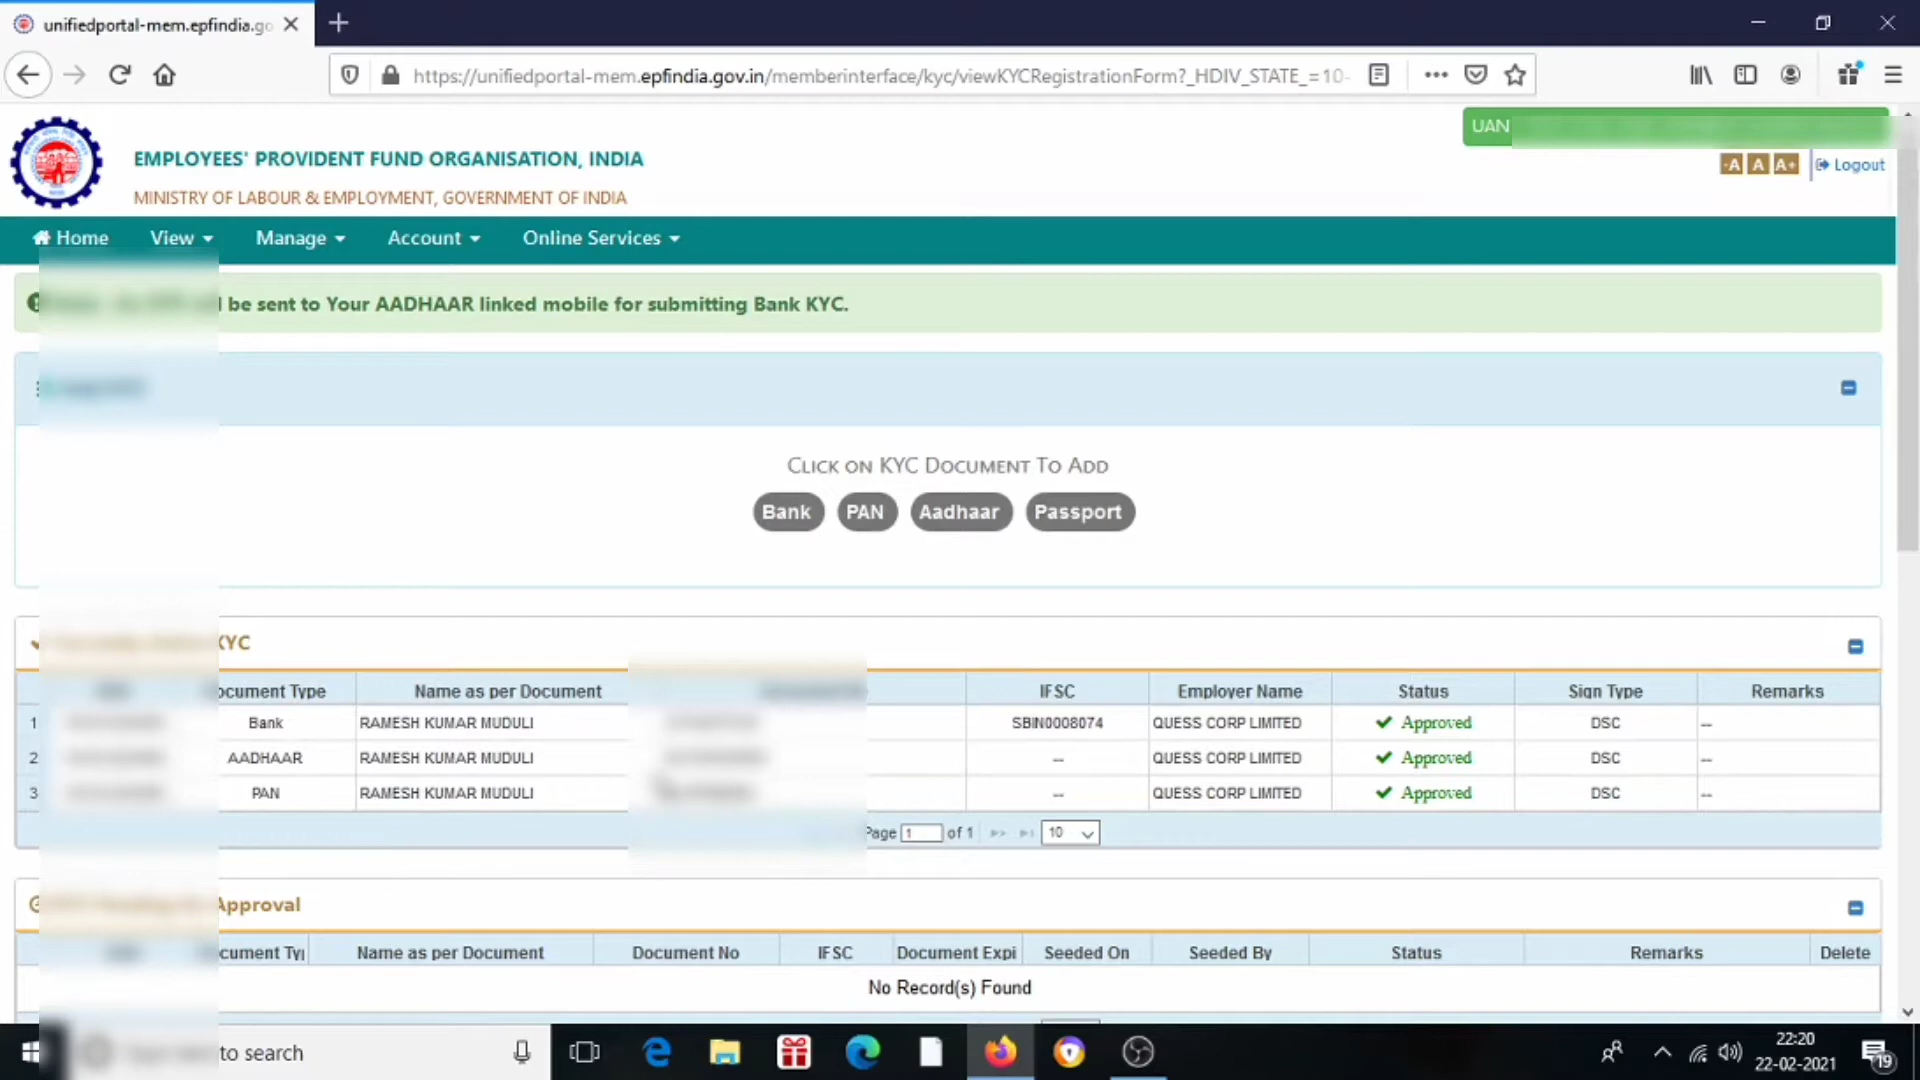 unifiedportal-mem.epfindia.go
https://unifiedportal-mem.epfindia.gov.in/memberinterface/kyc/viewKYCRegistrationForm?_HDIV_STATE_=10-
UAN
EMPLOYEES' PROVIDENT FUND ORGANISATION, INDIA
MINISTRY OF LABOUR & EMPLOYMENT, GOVERNMENT OF INDIA
-A A A+ Logout
Home View Manage Account Online Services
be sent to Your AADHAAR linked mobile for submitting Bank KYC.
CLICK ON KYC DOCUMENT TO ADD
Bank PAN Aadhaar Passport
KYC
Document Type Name as per Document IFSC Employer Name Status Sign Type Remarks
1 Bank RAMESH KUMAR MUDULI SBIN0008074 QUESS CORP LIMITED Approved DSC --
2 AADHAAR RAMESH KUMAR MUDULI -- QUESS CORP LIMITED Approved DSC --
3 PAN RAMESH KUMAR MUDULI -- QUESS CORP LIMITED Approved DSC --
Page 1 of 1 10
Approval
cument Ty Name as per Document Document No IFSC Document Expi Seeded On Seeded By Status Remarks Delete
No Record(s) Found
to search
22:20
22-02-2021
19